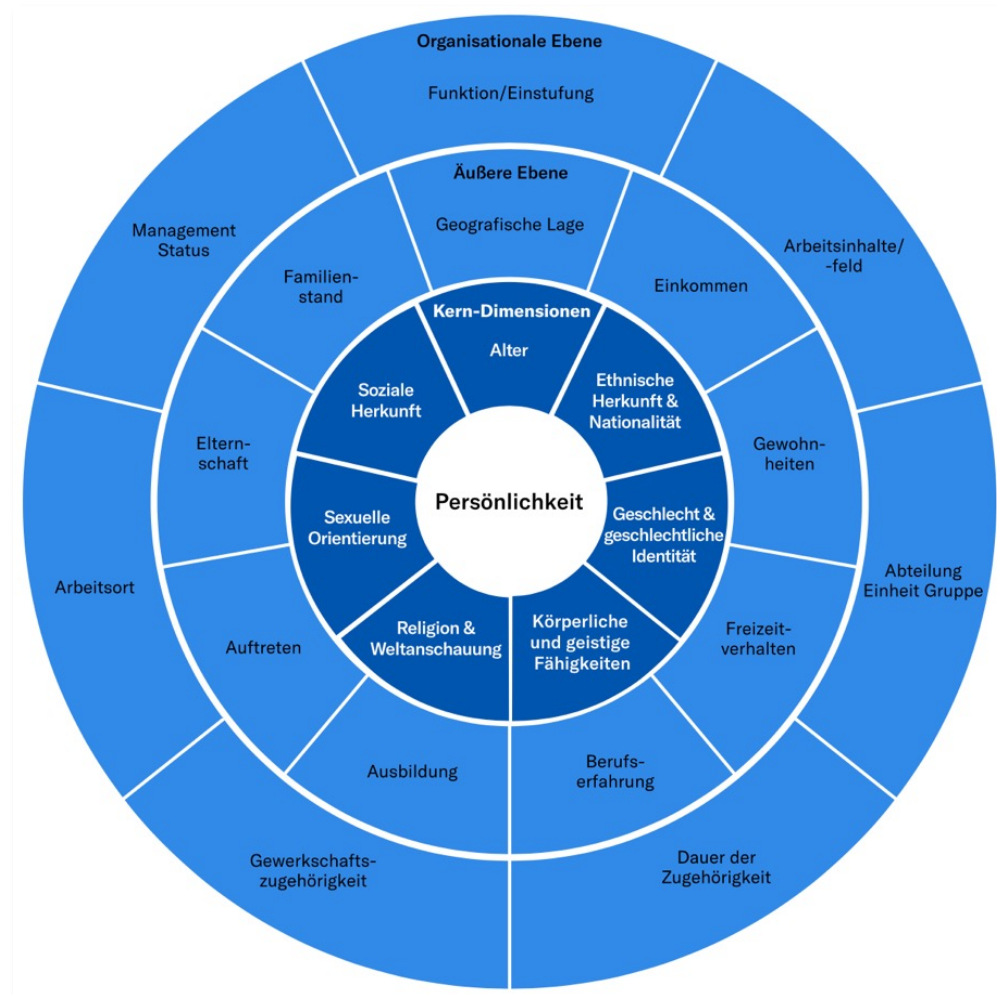 Organisationale Ebene
Funktion/Einstufung
Arbeitsinhalte/
-feld
Abteilung
Einheit Gruppe
Dauer der
Zugehörigkeit
Gewerkschafts-
zugehörigkeit
Arbeitsort
Management
Status
Äußere Ebene
Geografische Lage
Einkommen
Gewohn-
heiten
Freizeit-
verhalten
Berufs-
erfahrung
Ausbildung
Auftreten
Eltern-
schaft
Familien-
stand
Kern-Dimensionen
Alter
Ethnische
Herkunft &
Nationalität
Geschlecht &
geschlechtliche
Identität
Körperliche
und geistige
Fähigkeiten
Religion &
Weltanschauung
Sexuelle
Orientierung
Soziale
Herkunft
Persönlichkeit